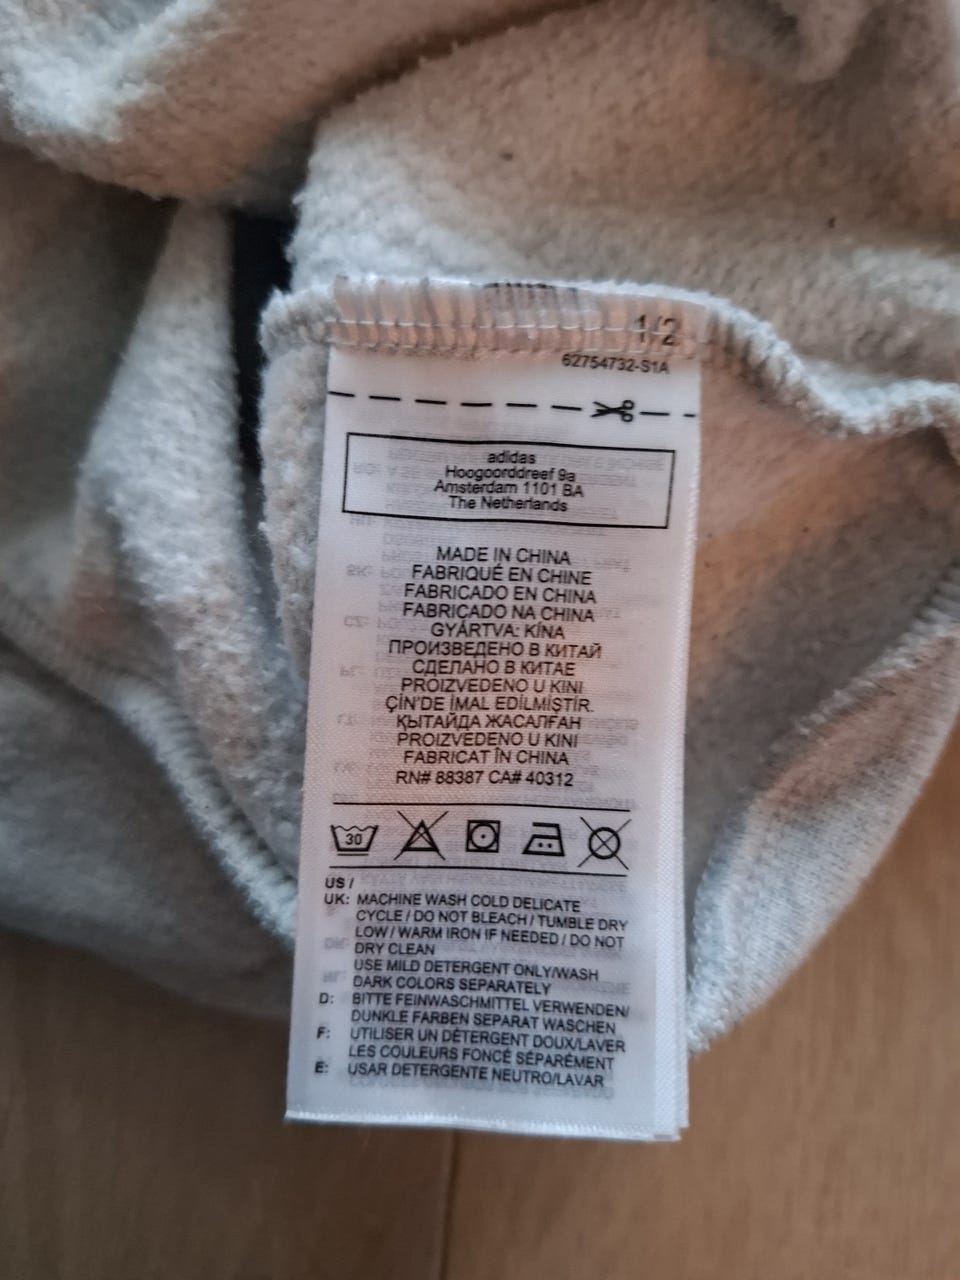 1/2
62754732-S1A
adidas
Hoogoorddreef 9a
Amsterdam 1101 BA
The Netherlands
MADE IN CHINA
FABRIQUÉ EN CHINE
FABRICADO EN CHINA
FABRICADO NA CHINA
GYÁRTVA: KÍNA
ПРОИЗВЕДЕНО В КИТАЙ
СДЕЛАНО В КИТАЕ
PROIZVEDENO U KINI
ÇİN'DE İMAL EDİLMİŞTİR.
ҚЫТАЙДА ЖАСАЛҒАН
PROIZVEDENO U KINI
FABRICAT ÎN CHINA
RN# 88387 CA# 40312
30
US /
UK: MACHINE WASH COLD DELICATE
CYCLE / DO NOT BLEACH / TUMBLE DRY
LOW / WARM IRON IF NEEDED / DO NOT
DRY CLEAN
USE MILD DETERGENT ONLY/WASH
DARK COLORS SEPARATELY
D: BITTE FEINWASCHMITTEL VERWENDEN/
DUNKLE FARBEN SEPARAT WASCHEN
F: UTILISER UN DÉTERGENT DOUX/LAVER
LES COULEURS FONCÉ SÉPARÉMENT
E: USAR DETERGENTE NEUTRO/LAVAR